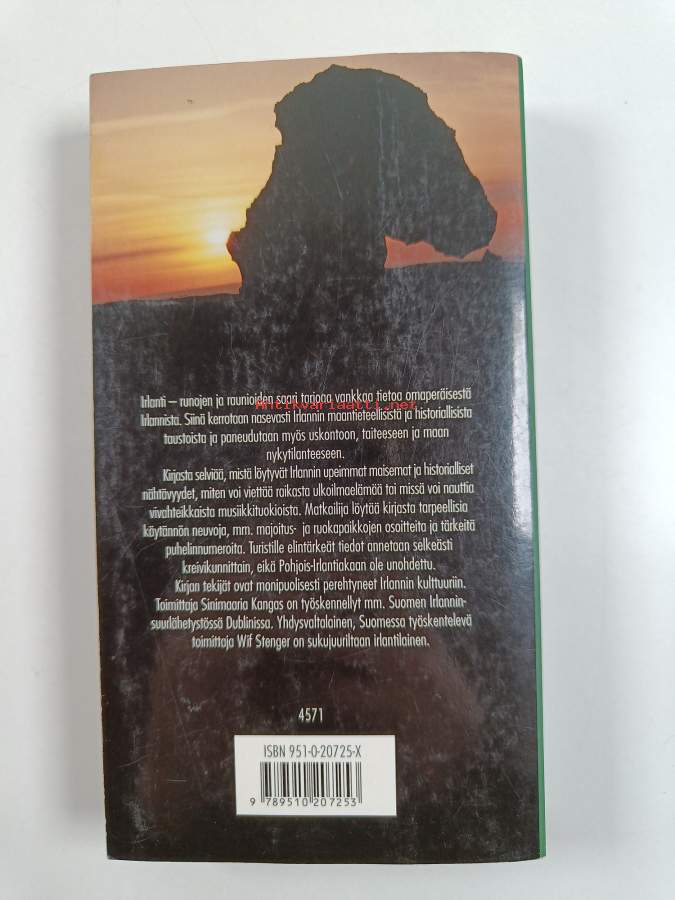 Irlanti – runojen ja raunioiden saari tarjoaa vankkaa tietoa omaperäisestä
Antikvariaatti.net
Irlannista. Siinä kerrotaan nasevasti Irlannin maantieteellisistä ja historiallisista
taustoista ja paneudutaan myös uskontoon, taiteeseen ja maan
nykytilanteeseen.
Kirjasta selviää, mistä löytyvät Irlannin upeimmat maisemat ja historialliset
nähtävyydet, miten voi viettää raikasta ulkoilmaelämää tai missä voi nauttia
vivahteikkaista musiikkituokioista. Matkailija löytää kirjasta tarpeellisia
käytännön neuvoja, mm. majoitus- ja ruokapaikkojen osoitteita ja tärkeitä
puhelinnumeroita. Turistille elintärkeät tiedot annetaan selkeästi
kreivikunnittain, eikä Pohjois-Irlantiakaan ole unohdettu.
Kirjan tekijät ovat monipuolisesti perehtyneet Irlannin kulttuuriin.
Toimittaja Sinimaaria Kangas on työskennellyt mm. Suomen Irlannin-
suurlähetystössä Dublinissa. Yhdysvaltalainen, Suomessa työskentelevä
toimittaja Wif Stenger on sukujuuriltaan irlantilainen.
4571
ISBN 951-0-20725-X
9 789510 207253